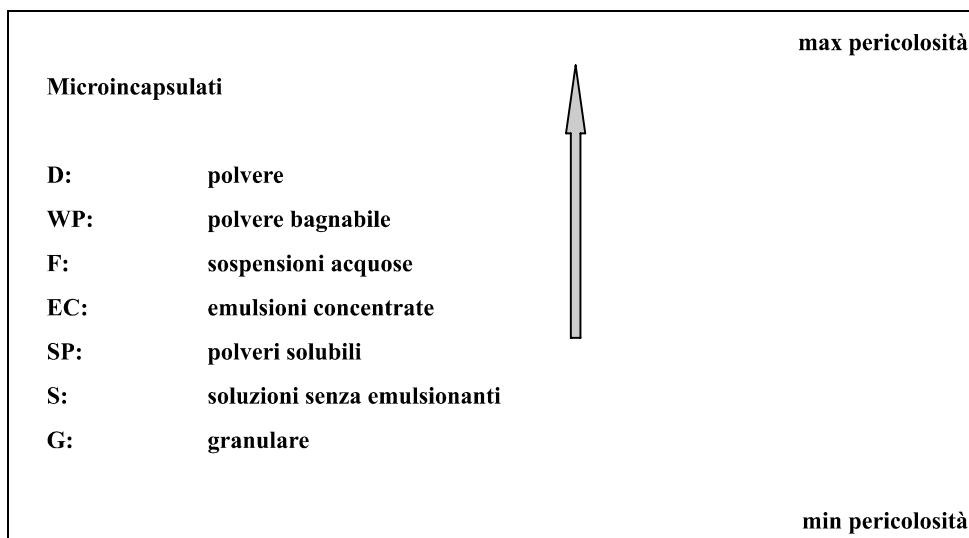 max pericolosità
Microincapsulati
D: polvere
WP: polvere bagnabile
F: sospensioni acquose
EC: emulsioni concentrate
SP: polveri solubili
S: soluzioni senza emulsionanti
G: granulare
min pericolosità